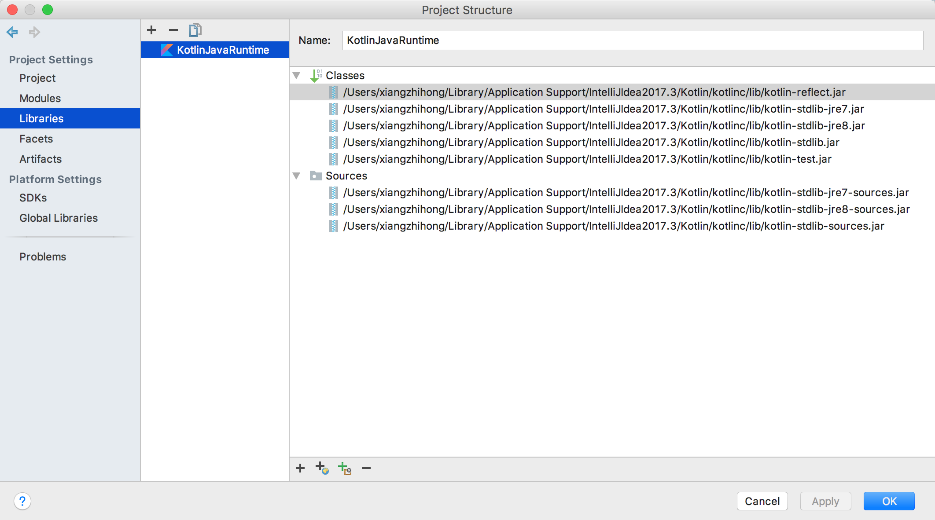 Project Structure
Project Settings
Project
Modules
Libraries
Facets
Artifacts
Platform Settings
SDKs
Global Libraries
Problems
KotlinJavaRuntime
Name: KotlinJavaRuntime
Classes
/Users/xiangzhihong/Library/Application Support/IntelliJIdea2017.3/Kotlin/kotlinc/lib/kotlin-reflect.jar
/Users/xiangzhihong/Library/Application Support/IntelliJIdea2017.3/Kotlin/kotlinc/lib/kotlin-stdlib-jre7.jar
/Users/xiangzhihong/Library/Application Support/IntelliJIdea2017.3/Kotlin/kotlinc/lib/kotlin-stdlib-jre8.jar
/Users/xiangzhihong/Library/Application Support/IntelliJIdea2017.3/Kotlin/kotlinc/lib/kotlin-stdlib.jar
/Users/xiangzhihong/Library/Application Support/IntelliJIdea2017.3/Kotlin/kotlinc/lib/kotlin-test.jar
Sources
/Users/xiangzhihong/Library/Application Support/IntelliJIdea2017.3/Kotlin/kotlinc/lib/kotlin-stdlib-jre7-sources.jar
/Users/xiangzhihong/Library/Application Support/IntelliJIdea2017.3/Kotlin/kotlinc/lib/kotlin-stdlib-jre8-sources.jar
/Users/xiangzhihong/Library/Application Support/IntelliJIdea2017.3/Kotlin/kotlinc/lib/kotlin-stdlib-sources.jar
? Cancel Apply OK